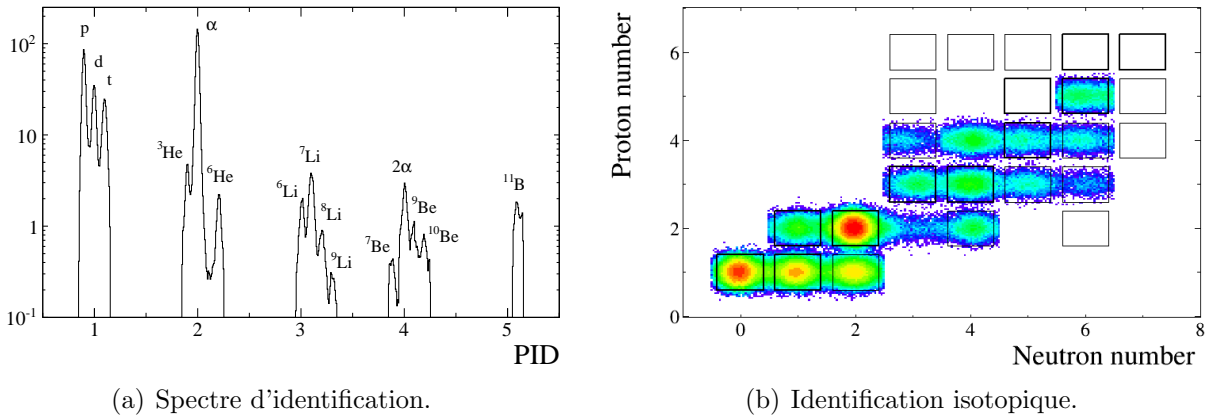 10²
10
1
10⁻¹
p
d
t
α
³He
⁶He
⁶Li
⁷Li
⁸Li
⁹Li
⁷Be
2α
⁹Be
¹⁰Be
¹¹B
1 2 3 4 5
PID
(a) Spectre d'identification.
Proton number
6
4
2
0
0 2 4 6 8
Neutron number
(b) Identification isotopique.